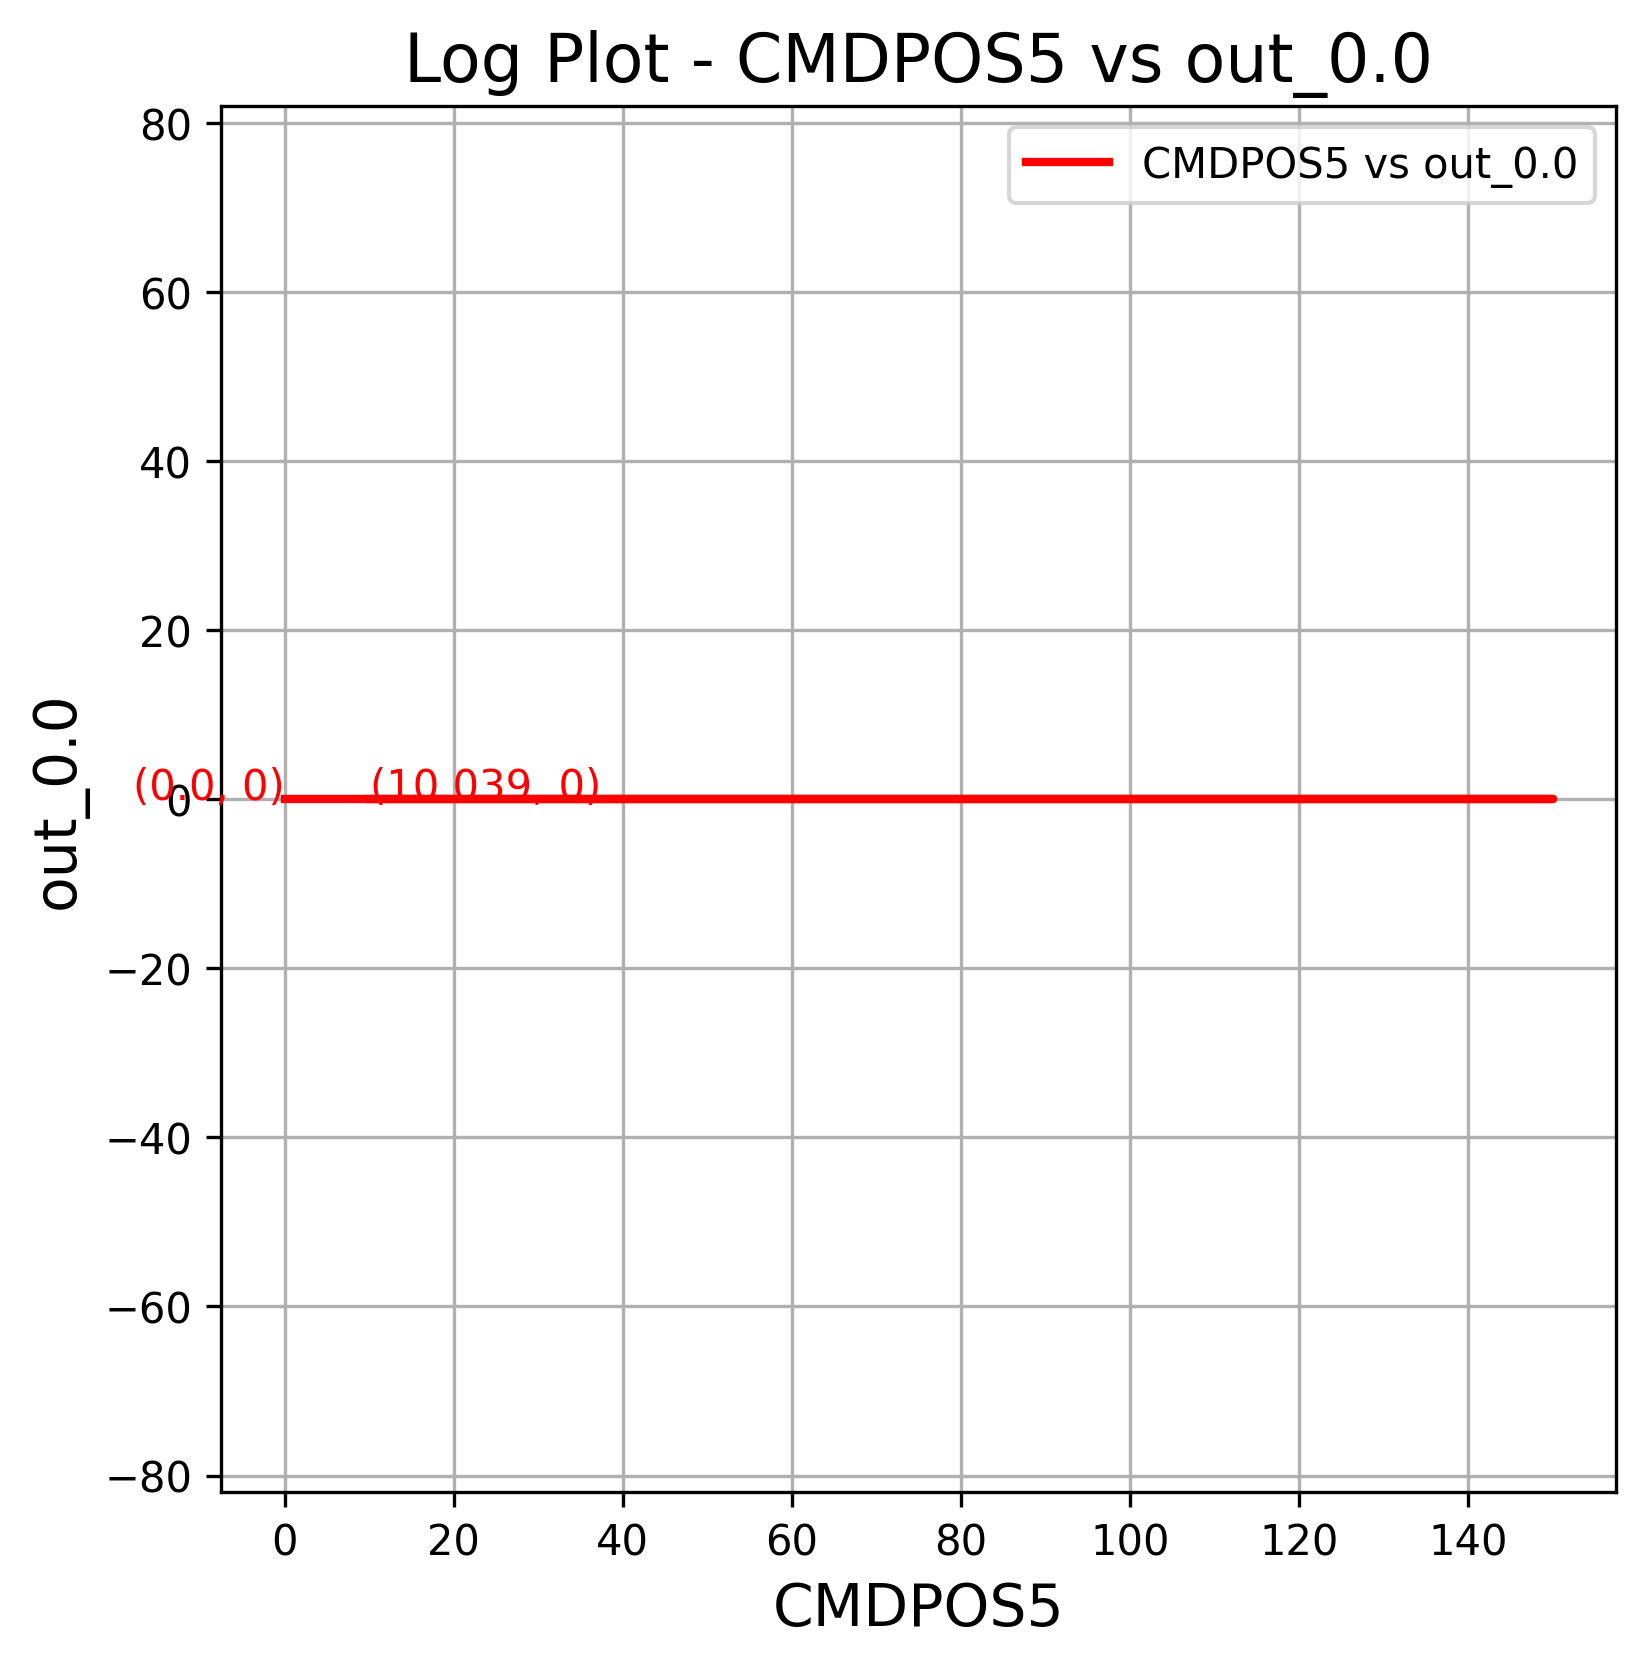 Log Plot - CMDPOS5 vs out_0.0
CMDPOS5 vs out_0.0
80
60
40
20
0
−20
−40
−60
−80
out_0.0
(0.0, 0)
(10.039, 0)
0 20 40 60 80 100 120 140
CMDPOS5